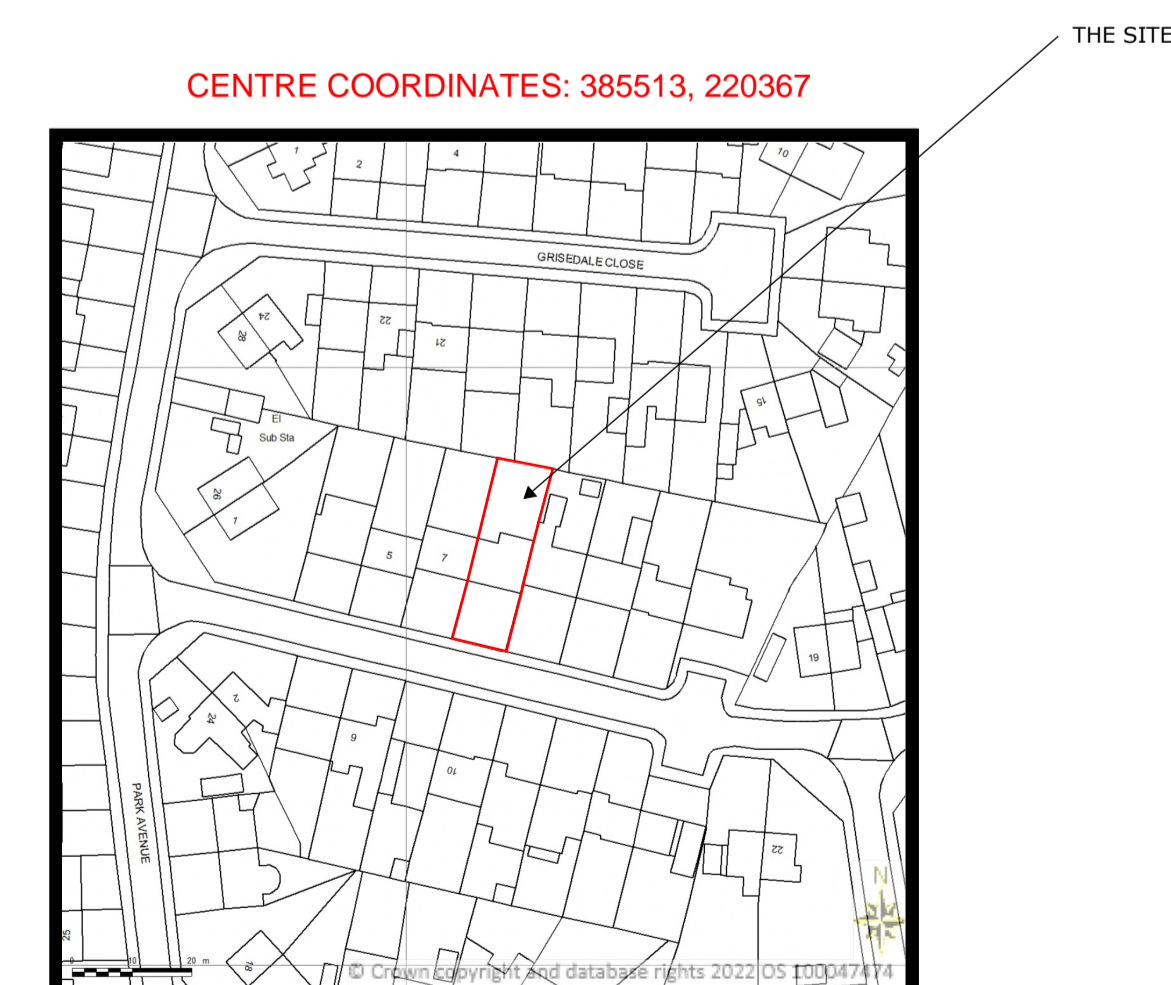 THE SITE
CENTRE COORDINATES: 385513, 220367
1
2
4
10
GRISEDALE CLOSE
24
28
22
21
15
El
Sub Sta
26
1
5
7
19
2
24
9
10
PARK AVENUE
22
N
25
18
0 10 20 m
© Crown copyright and database rights 2022 OS 100047474